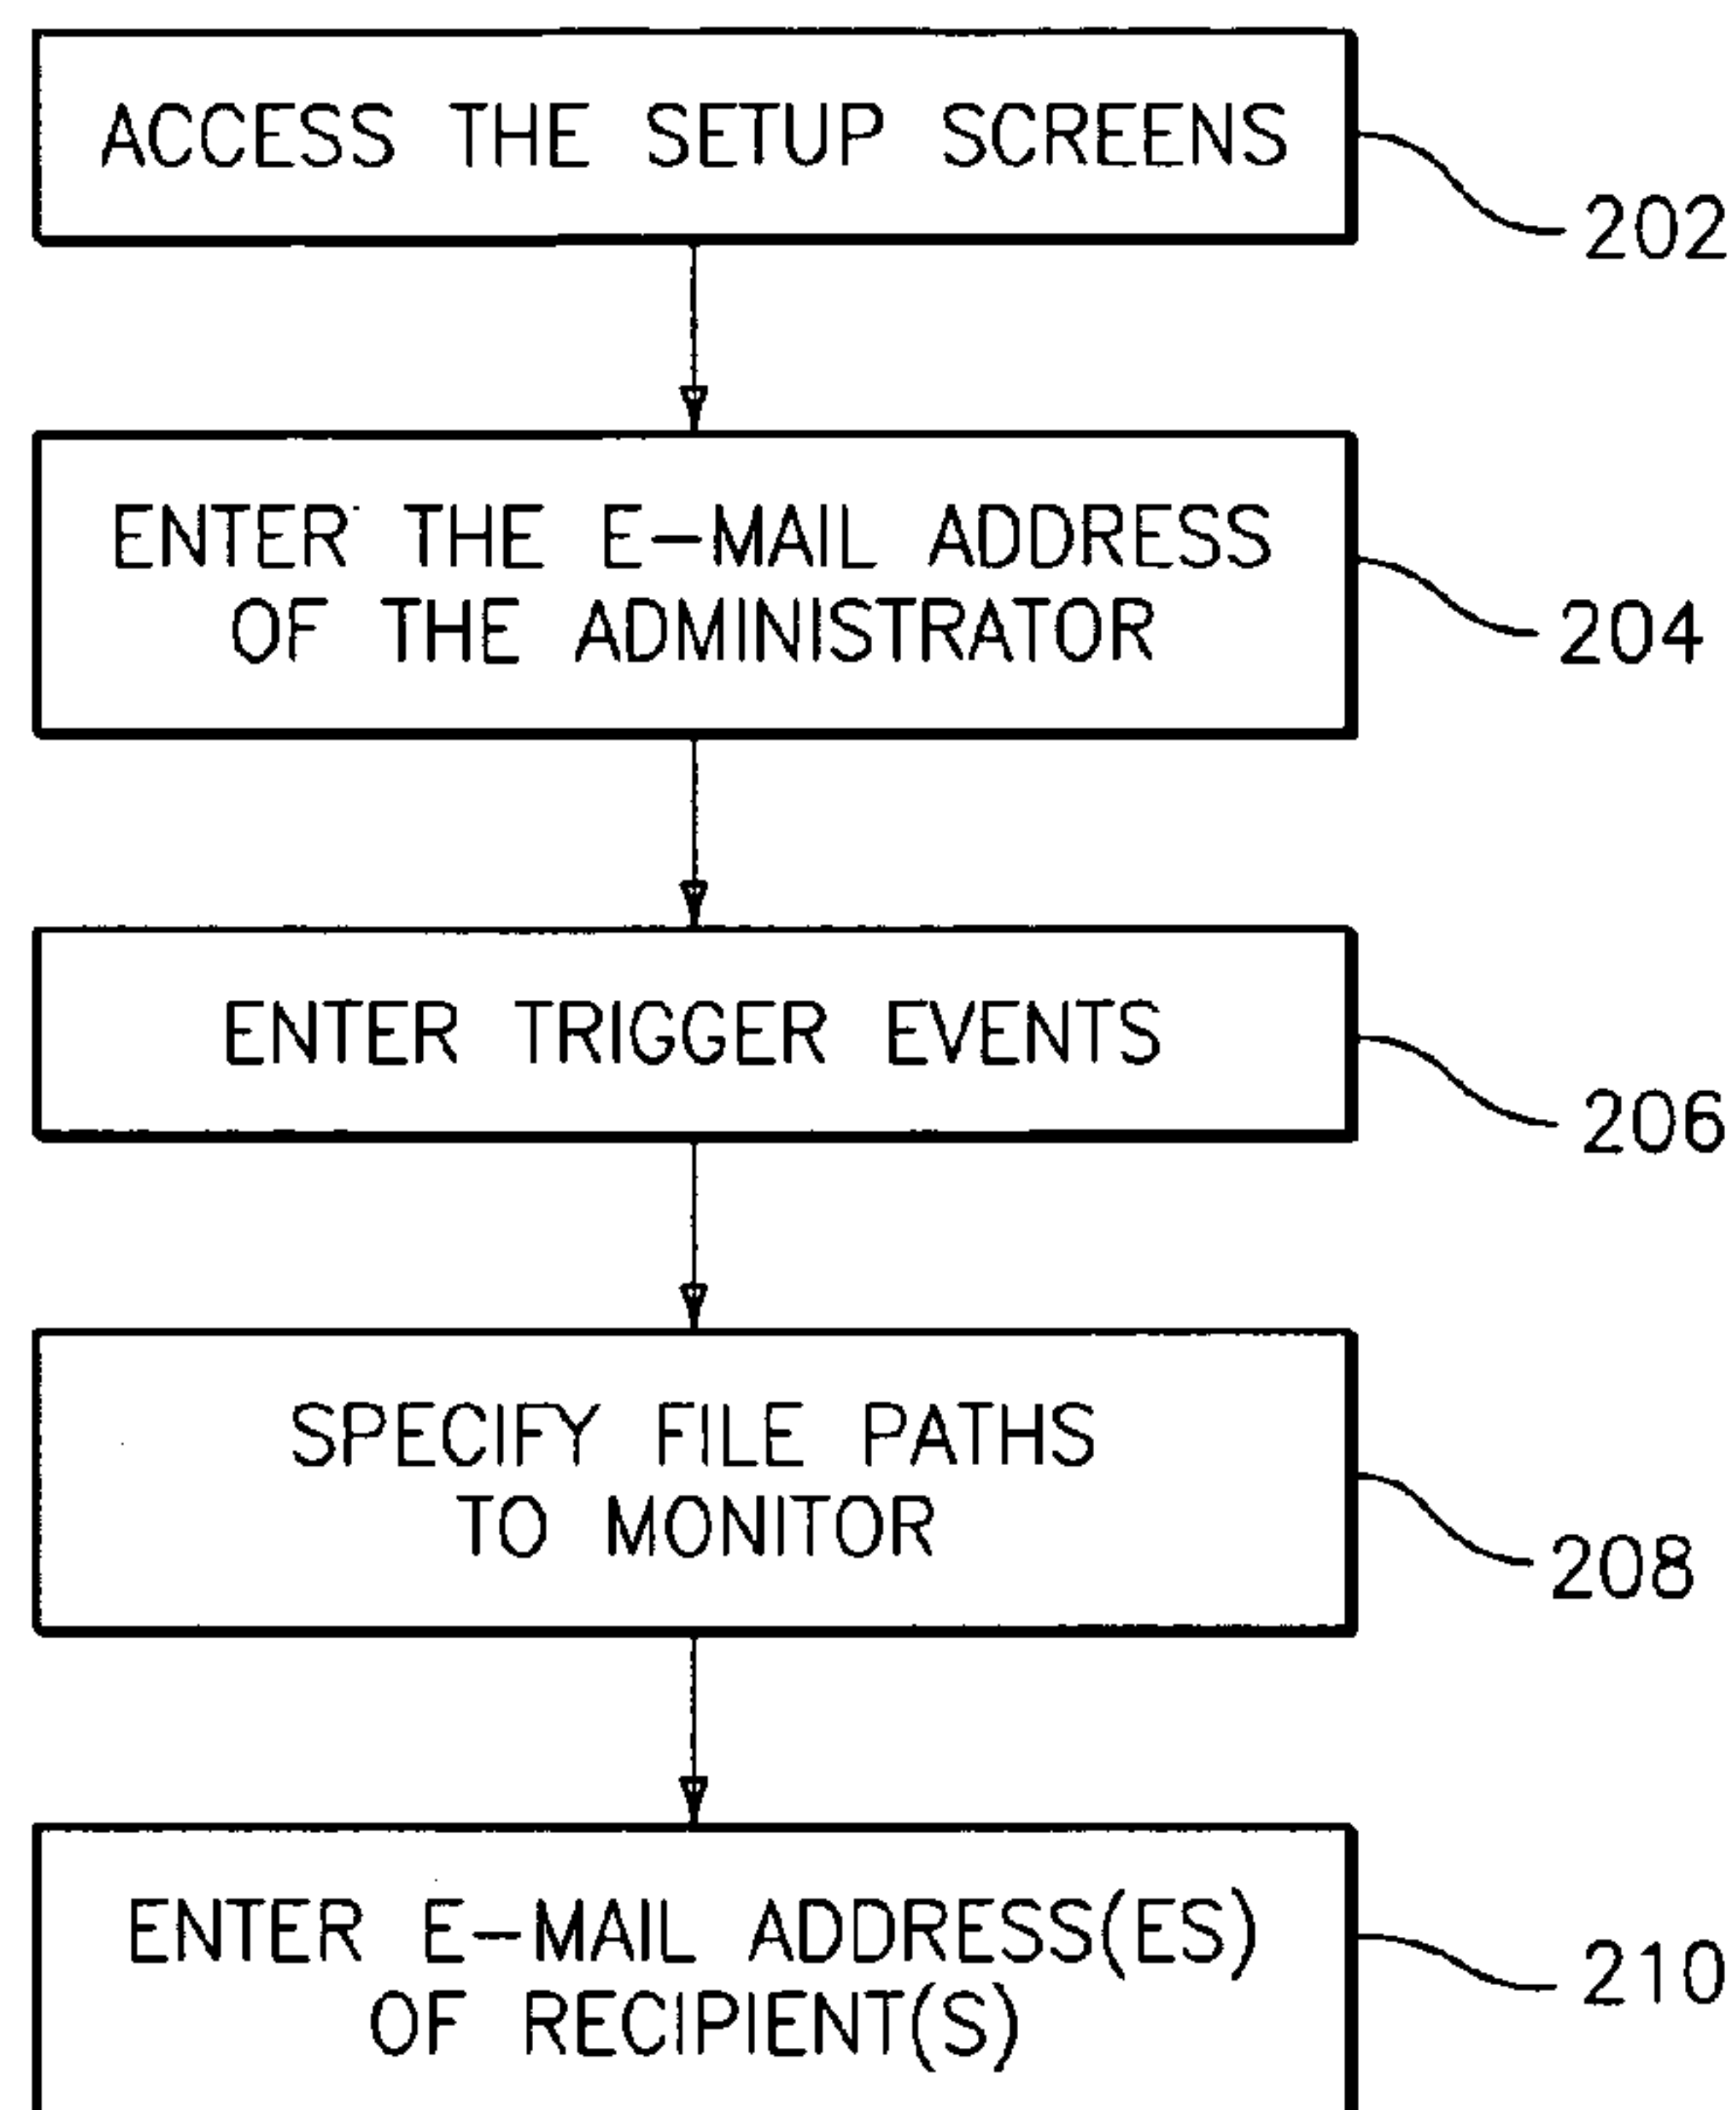 ACCESS THE SETUP SCREENS
202
ENTER THE E-MAIL ADDRESS
OF THE ADMINISTRATOR
204
ENTER TRIGGER EVENTS
206
SPECIFY FILE PATHS
TO MONITOR
208
ENTER E-MAIL ADDRESS(ES)
OF RECIPIENT(S)
210